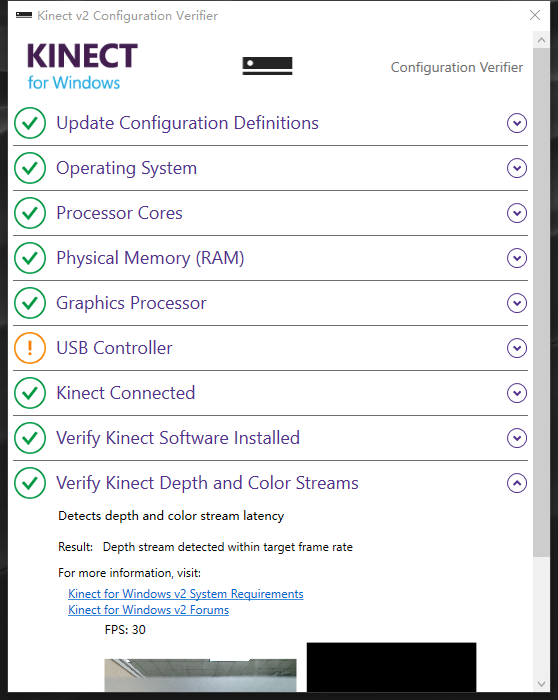 Kinect v2 Configuration Verifier
KINECT
for Windows
Configuration Verifier
Update Configuration Definitions
Operating System
Processor Cores
Physical Memory (RAM)
Graphics Processor
USB Controller
Kinect Connected
Verify Kinect Software Installed
Verify Kinect Depth and Color Streams
Detects depth and color stream latency
Result: Depth stream detected within target frame rate
For more information, visit:
Kinect for Windows v2 System Requirements
Kinect for Windows v2 Forums
FPS: 30